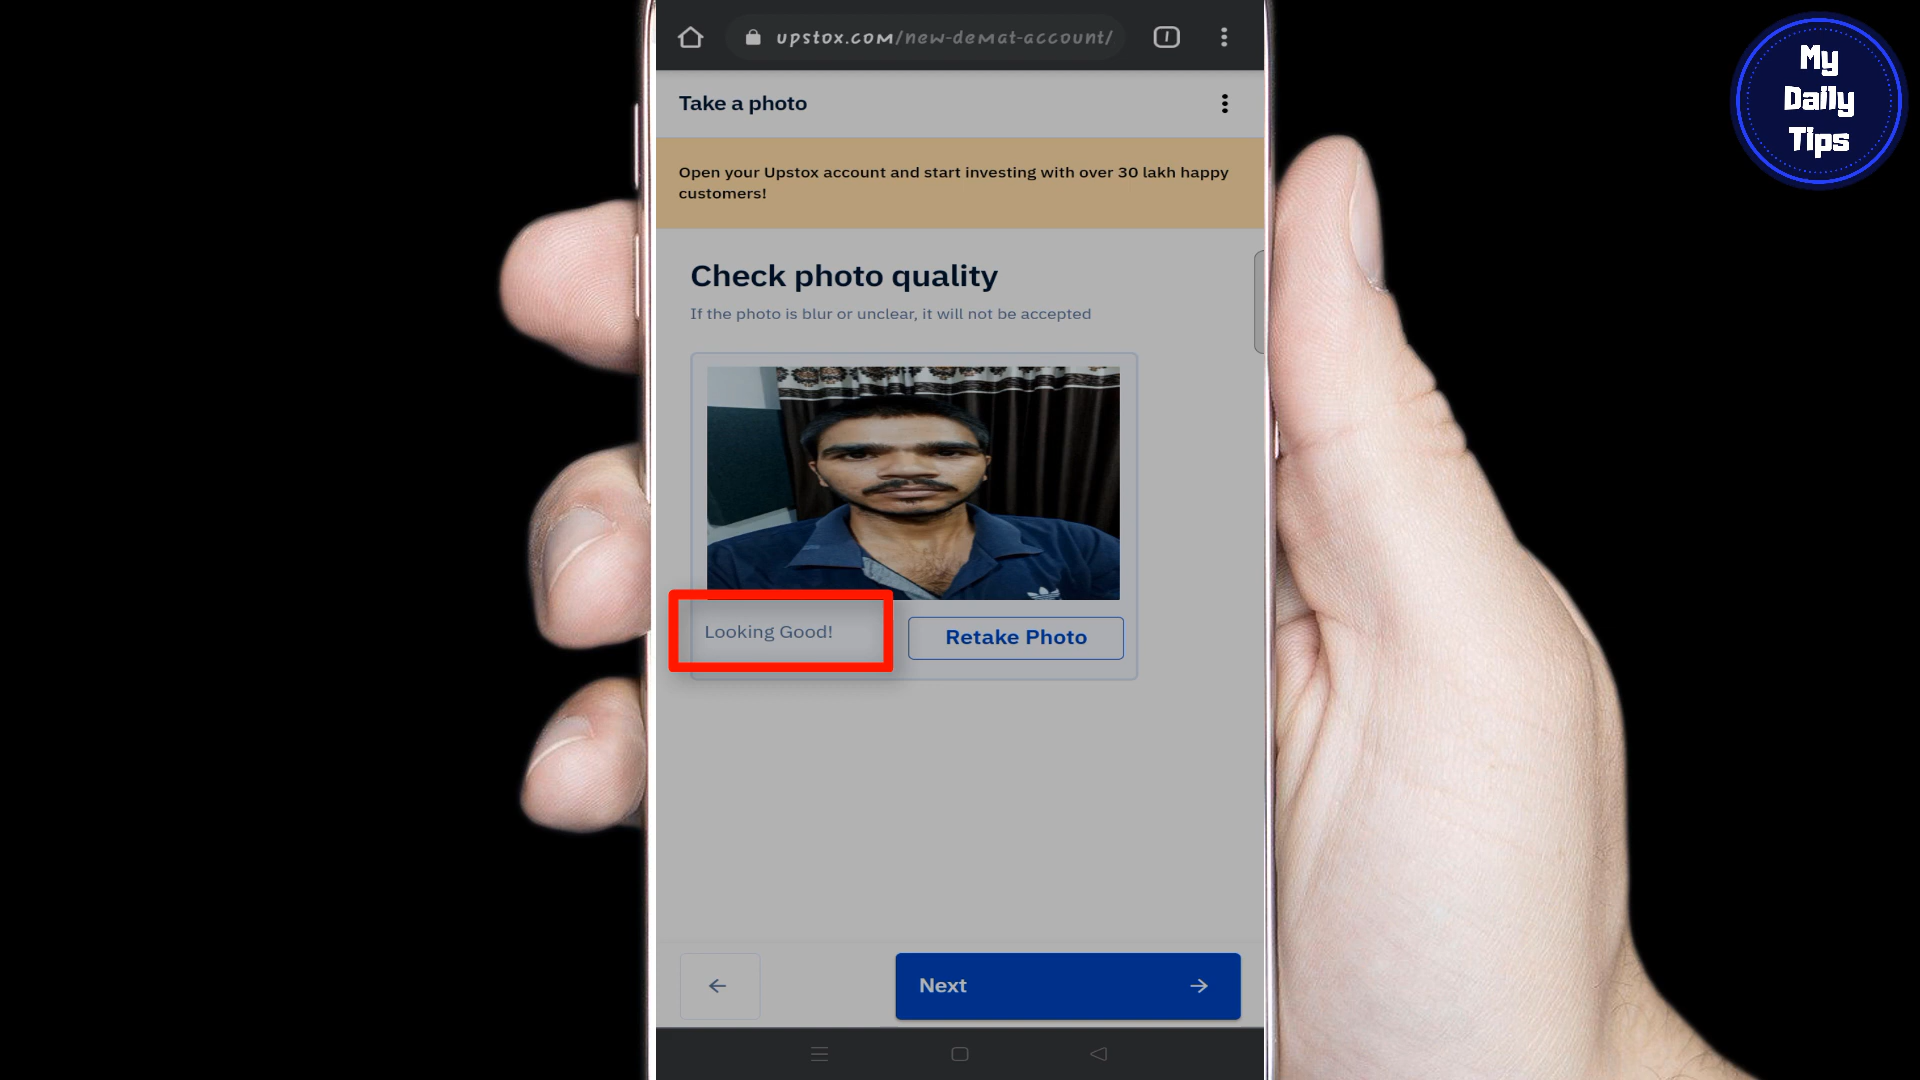 upstox.com/new-demat-account/
Take a photo
Open your Upstox account and start investing with over 30 lakh happy
customers!
Check photo quality
If the photo is blur or unclear, it will not be accepted
Looking Good!
Retake Photo
Next
My
Daily
Tips